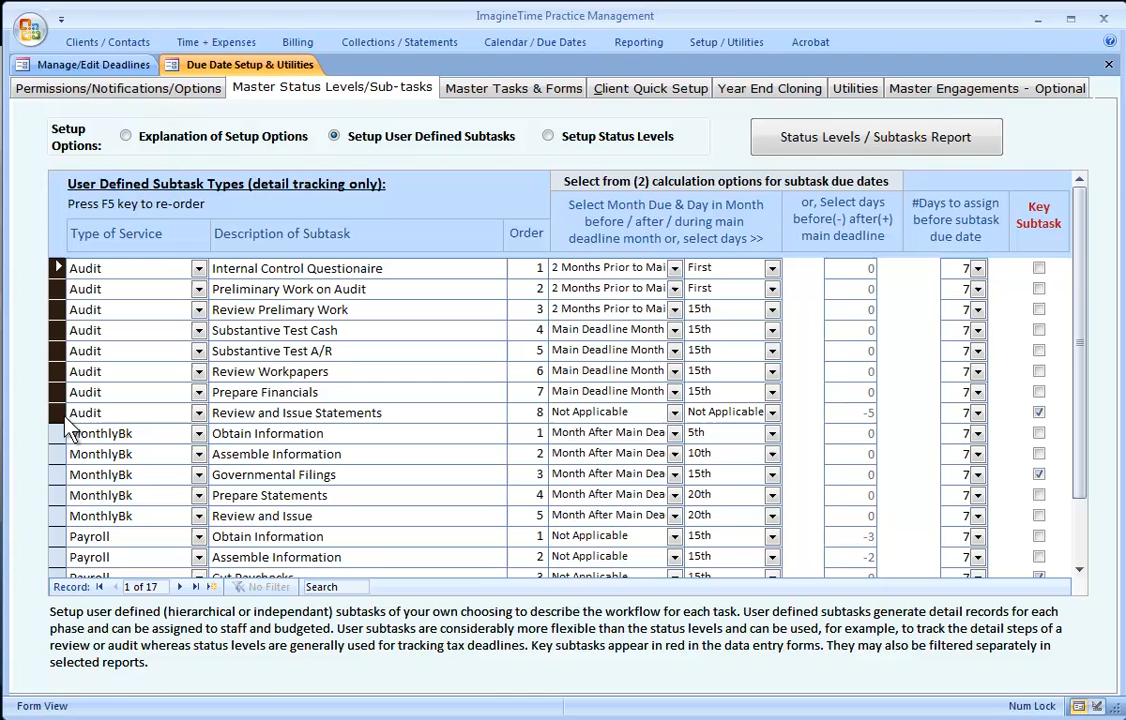 ImagineTime Practice Management
Clients / Contacts Time + Expenses Billing Collections / Statements Calendar / Due Dates Reporting Setup / Utilities Acrobat
Manage/Edit Deadlines Due Date Setup & Utilities
Permissions/Notifications/Options Master Status Levels/Sub-tasks Master Tasks & Forms Client Quick Setup Year End Cloning Utilities Master Engagements - Optional
Setup Options: Explanation of Setup Options Setup User Defined Subtasks Setup Status Levels Status Levels / Subtasks Report
User Defined Subtask Types (detail tracking only):
Press F5 key to re-order
Select from (2) calculation options for subtask due dates
Select Month Due & Day in Month
before / after / during main
deadline month or, select days >>
or, Select days
before(-) after(+)
main deadline
#Days to assign
before subtask
due date
Key
Subtask
Type of Service Description of Subtask Order
Audit Internal Control Questionaire 1 2 Months Prior to Mai First 0 7
Audit Preliminary Work on Audit 2 2 Months Prior to Mai First 0 7
Audit Review Prelimary Work 3 2 Months Prior to Mai 15th 0 7
Audit Substantive Test Cash 4 Main Deadline Month 15th 0 7
Audit Substantive Test A/R 5 Main Deadline Month 15th 0 7
Audit Review Workpapers 6 Main Deadline Month 15th 0 7
Audit Prepare Financials 7 Main Deadline Month 15th 0 7
Audit Review and Issue Statements 8 Not Applicable Not Applicable -5 7
MonthlyBk Obtain Information 1 Month After Main Dea 5th 0 7
MonthlyBk Assemble Information 2 Month After Main Dea 10th 0 7
MonthlyBk Governmental Filings 3 Month After Main Dea 15th 0 7
MonthlyBk Prepare Statements 4 Month After Main Dea 20th 0 7
MonthlyBk Review and Issue 5 Month After Main Dea 20th 0 7
Payroll Obtain Information 1 Not Applicable 15th -3 7
Payroll Assemble Information 2 Not Applicable 15th -2 7
Payroll Cut Paychecks 3 Not Applicable 15th 0 7
Record: 1 of 17 No Filter Search
Setup user defined (hierarchical or independant) subtasks of your own choosing to describe the workflow for each task. User defined subtasks generate detail records for each
phase and can be assigned to staff and budgeted. User subtasks are considerably more flexible than the status levels and can be used, for example, to track the detail steps of a
review or audit whereas status levels are generally used for tracking tax deadlines. Key subtasks appear in red in the data entry forms. They may also be filtered separately in
selected reports.
Form View Num Lock